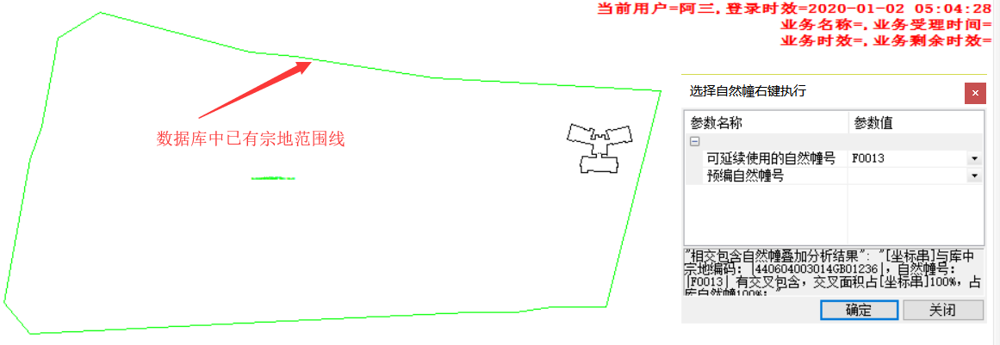 当前用户=阿三,登录时效=2020-01-02 05:04:28
业务名称=,业务受理时间=
业务时效=,业务剩余时效=
数据库中已有宗地范围线
选择自然幢右键执行
参数名称 参数值
可延续使用的自然幢号 F0013
预编自然幢号
"相交包含自然幢叠加分析结果": "[坐标串]与库中
宗地编码: |440604003014GB01236|, 自然幢号:
|F0013| 有交叉包含, 交叉面积占[坐标串]100%, 占
库自然幢100%; "
确定 关闭